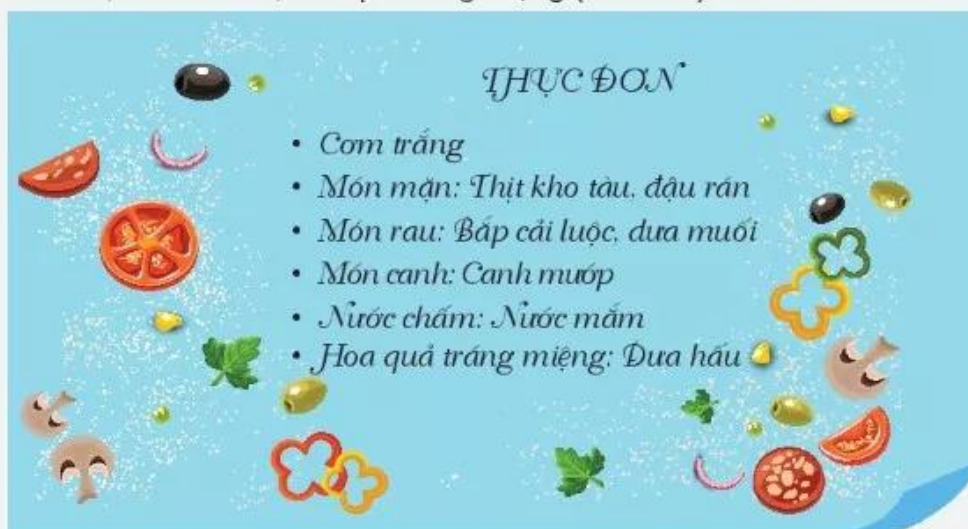 THỰC ĐƠN
• Cơm trắng
• Món mặn: Thịt kho tàu, đậu rán
• Món rau: Bắp cải luộc, dưa muối
• Món canh: Canh mướp
• Nước chấm: Nước mắm
• Hoa quả tráng miệng: Dưa hấu